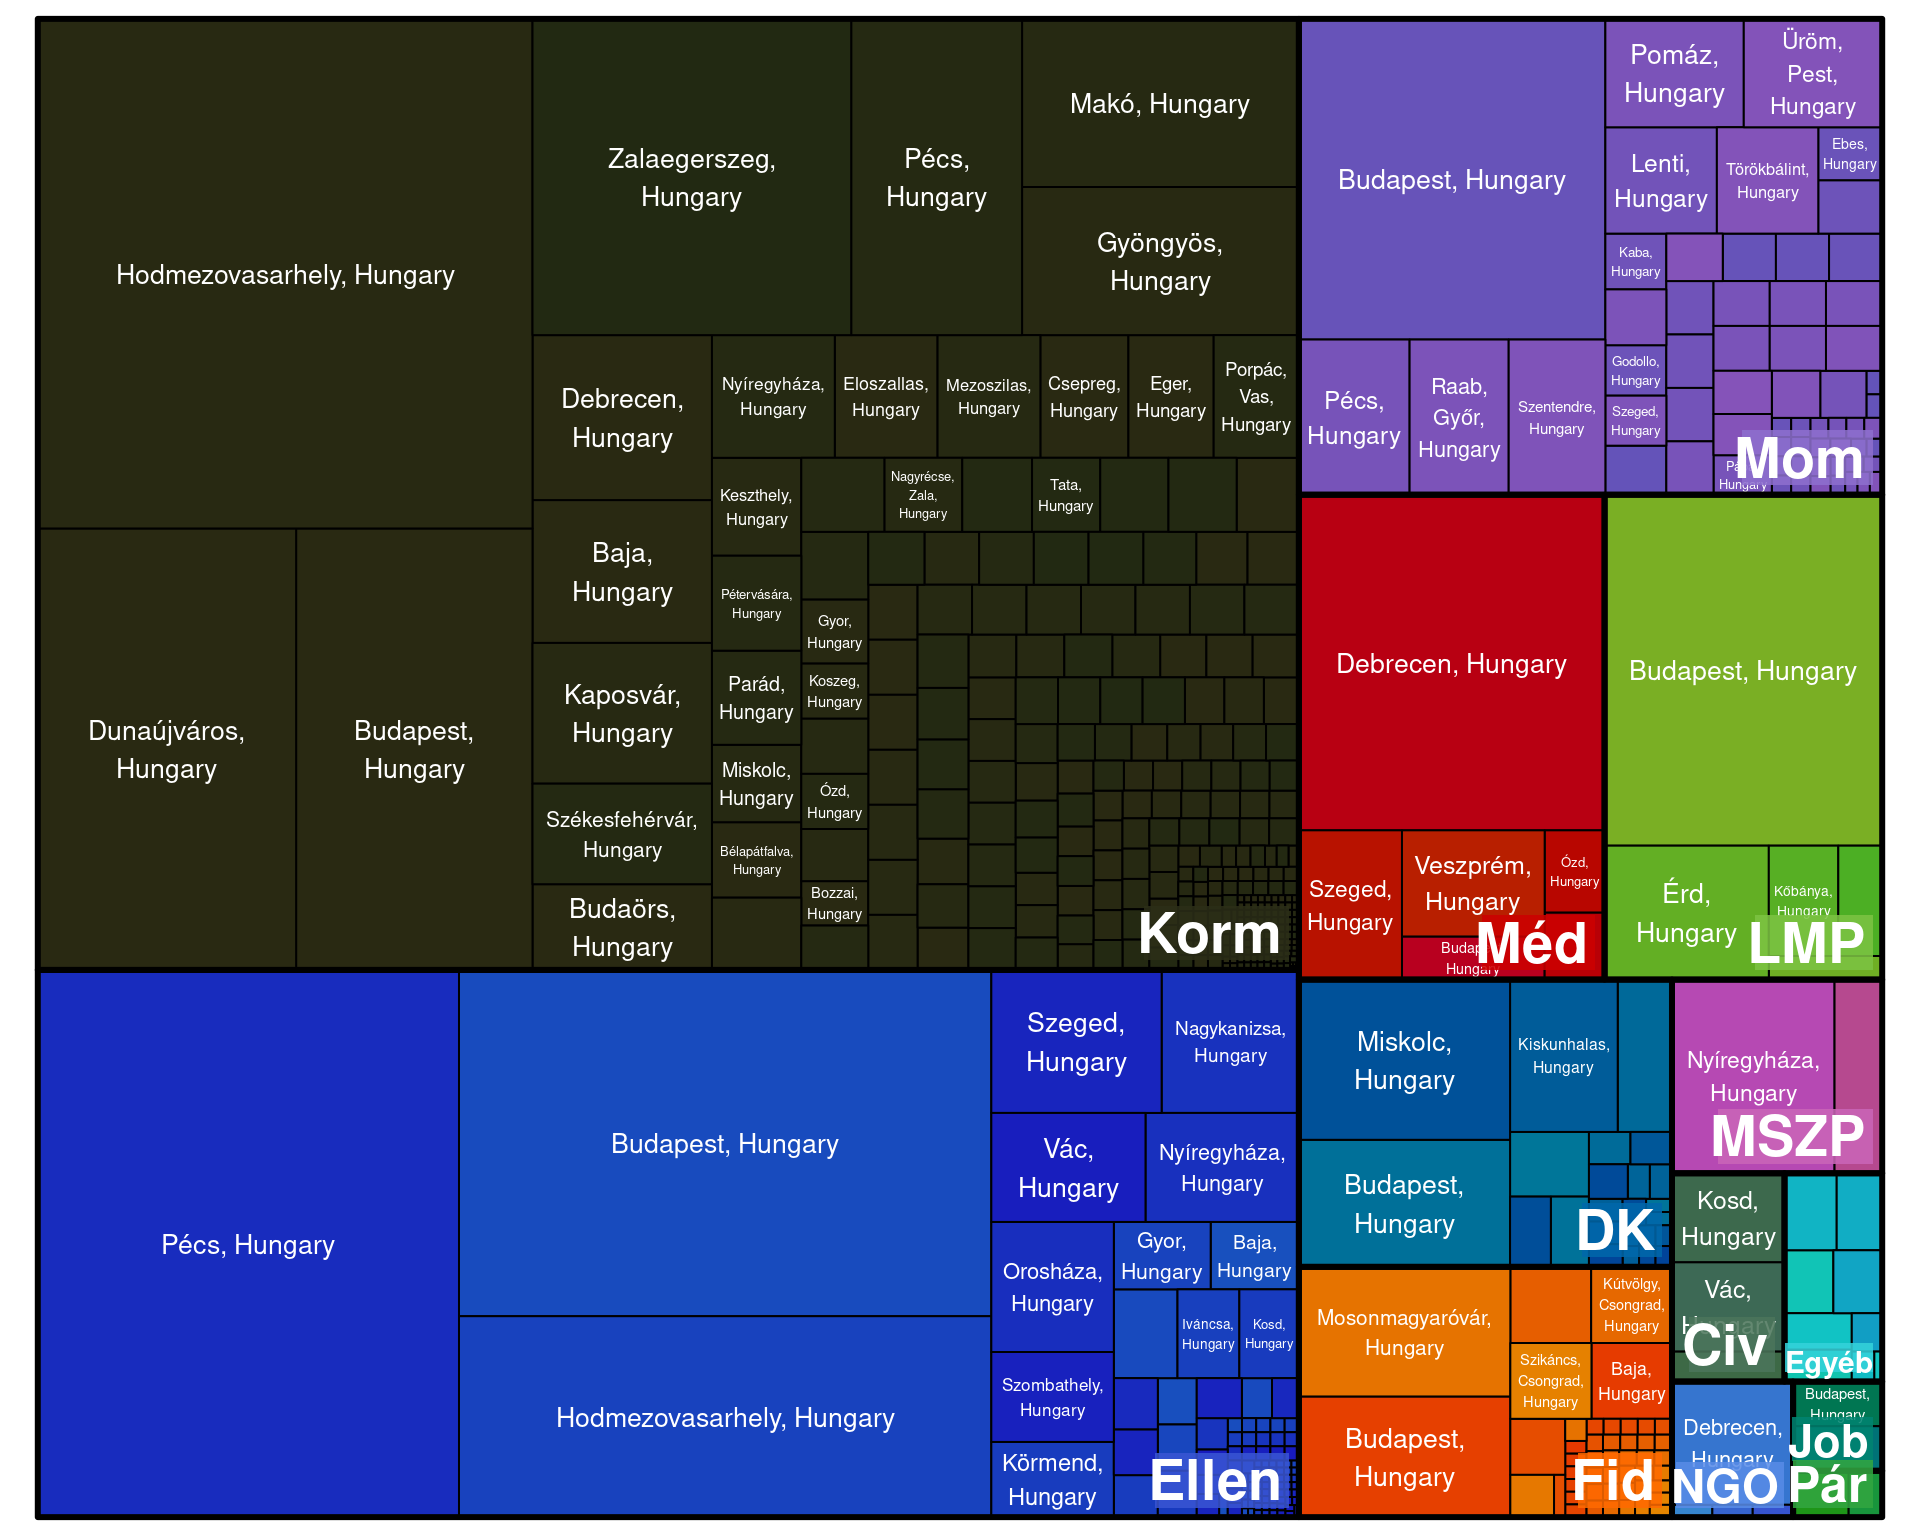 Hodmezovasarhely, Hungary
Zalaegerszeg,
Hungary
Pécs,
Hungary
Makó, Hungary
Gyöngyös,
Hungary
Dunaújváros,
Hungary
Budapest,
Hungary
Debrecen,
Hungary
Baja,
Hungary
Kaposvár,
Hungary
Székesfehérvár,
Hungary
Budaörs,
Hungary
Nyíregyháza,
Hungary
Eloszallas,
Hungary
Mezoszilas,
Hungary
Csepreg,
Hungary
Eger,
Hungary
Porpác,
Vas,
Hungary
Keszthely,
Hungary
Nagyrécse,
Zala,
Hungary
Tata,
Hungary
Pétervására,
Hungary
Gyor,
Hungary
Parád,
Hungary
Koszeg,
Hungary
Miskolc,
Hungary
Ózd,
Hungary
Bélapátfalva,
Hungary
Bozzai,
Hungary
Korm
Budapest, Hungary
Pomáz,
Hungary
Üröm,
Pest,
Hungary
Lenti,
Hungary
Törökbálint,
Hungary
Ebes,
Hungary
Kaba,
Hungary
Godollo,
Hungary
Szeged,
Hungary
Pécs,
Hungary
Raab,
Győr,
Hungary
Szentendre,
Hungary
Hungary
Mom
Debrecen, Hungary
Szeged,
Hungary
Veszprém,
Hungary
Ózd,
Hungary
Hungary
Méd
Budapest, Hungary
Érd,
Hungary
Kőbánya,
Hungary
LMP
Pécs, Hungary
Budapest, Hungary
Hodmezovasarhely, Hungary
Szeged,
Hungary
Nagykanizsa,
Hungary
Vác,
Hungary
Nyíregyháza,
Hungary
Orosháza,
Hungary
Gyor,
Hungary
Baja,
Hungary
Iváncsa,
Hungary
Kosd,
Hungary
Szombathely,
Hungary
Körmend,
Hungary
Ellen
Miskolc,
Hungary
Kiskunhalas,
Hungary
Budapest,
Hungary
DK
Nyíregyháza,
Hungary
MSZP
Mosonmagyaróvár,
Hungary
Kútvölgy,
Csongrad,
Hungary
Szikáncs,
Csongrad,
Hungary
Baja,
Hungary
Budapest,
Hungary
Fid
Kosd,
Hungary
Vác,
Hungary
Civ
Egyéb
Debrecen,
Hungary
NGO
Budapest,
Hungary
Job
Pár